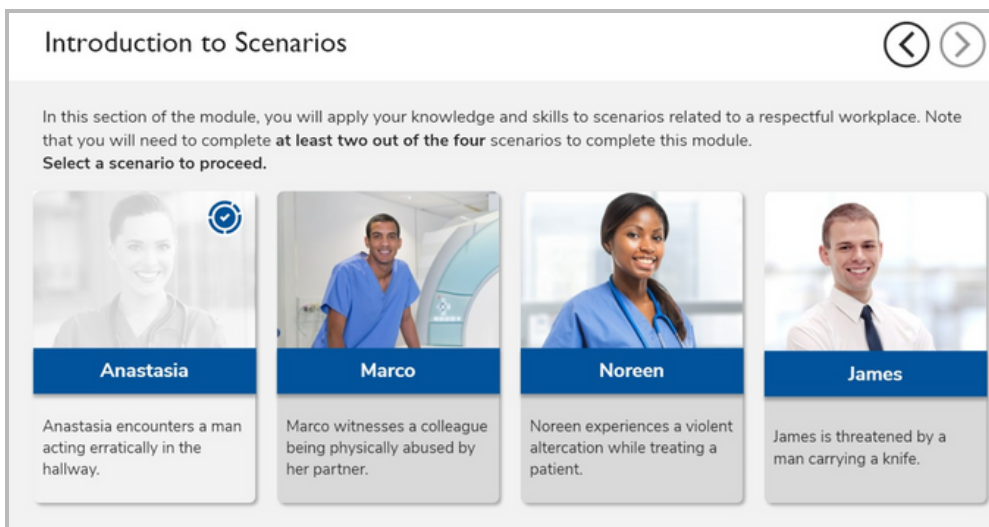 Introduction to Scenarios
In this section of the module, you will apply your knowledge and skills to scenarios related to a respectful workplace. Note
that you will need to complete at least two out of the four scenarios to complete this module.
Select a scenario to proceed.
Anastasia
Anastasia encounters a man
acting erratically in the
hallway.
Marco
Marco witnesses a colleague
being physically abused by
her partner.
Noreen
Noreen experiences a violent
altercation while treating a
patient.
James
James is threatened by a
man carrying a knife.